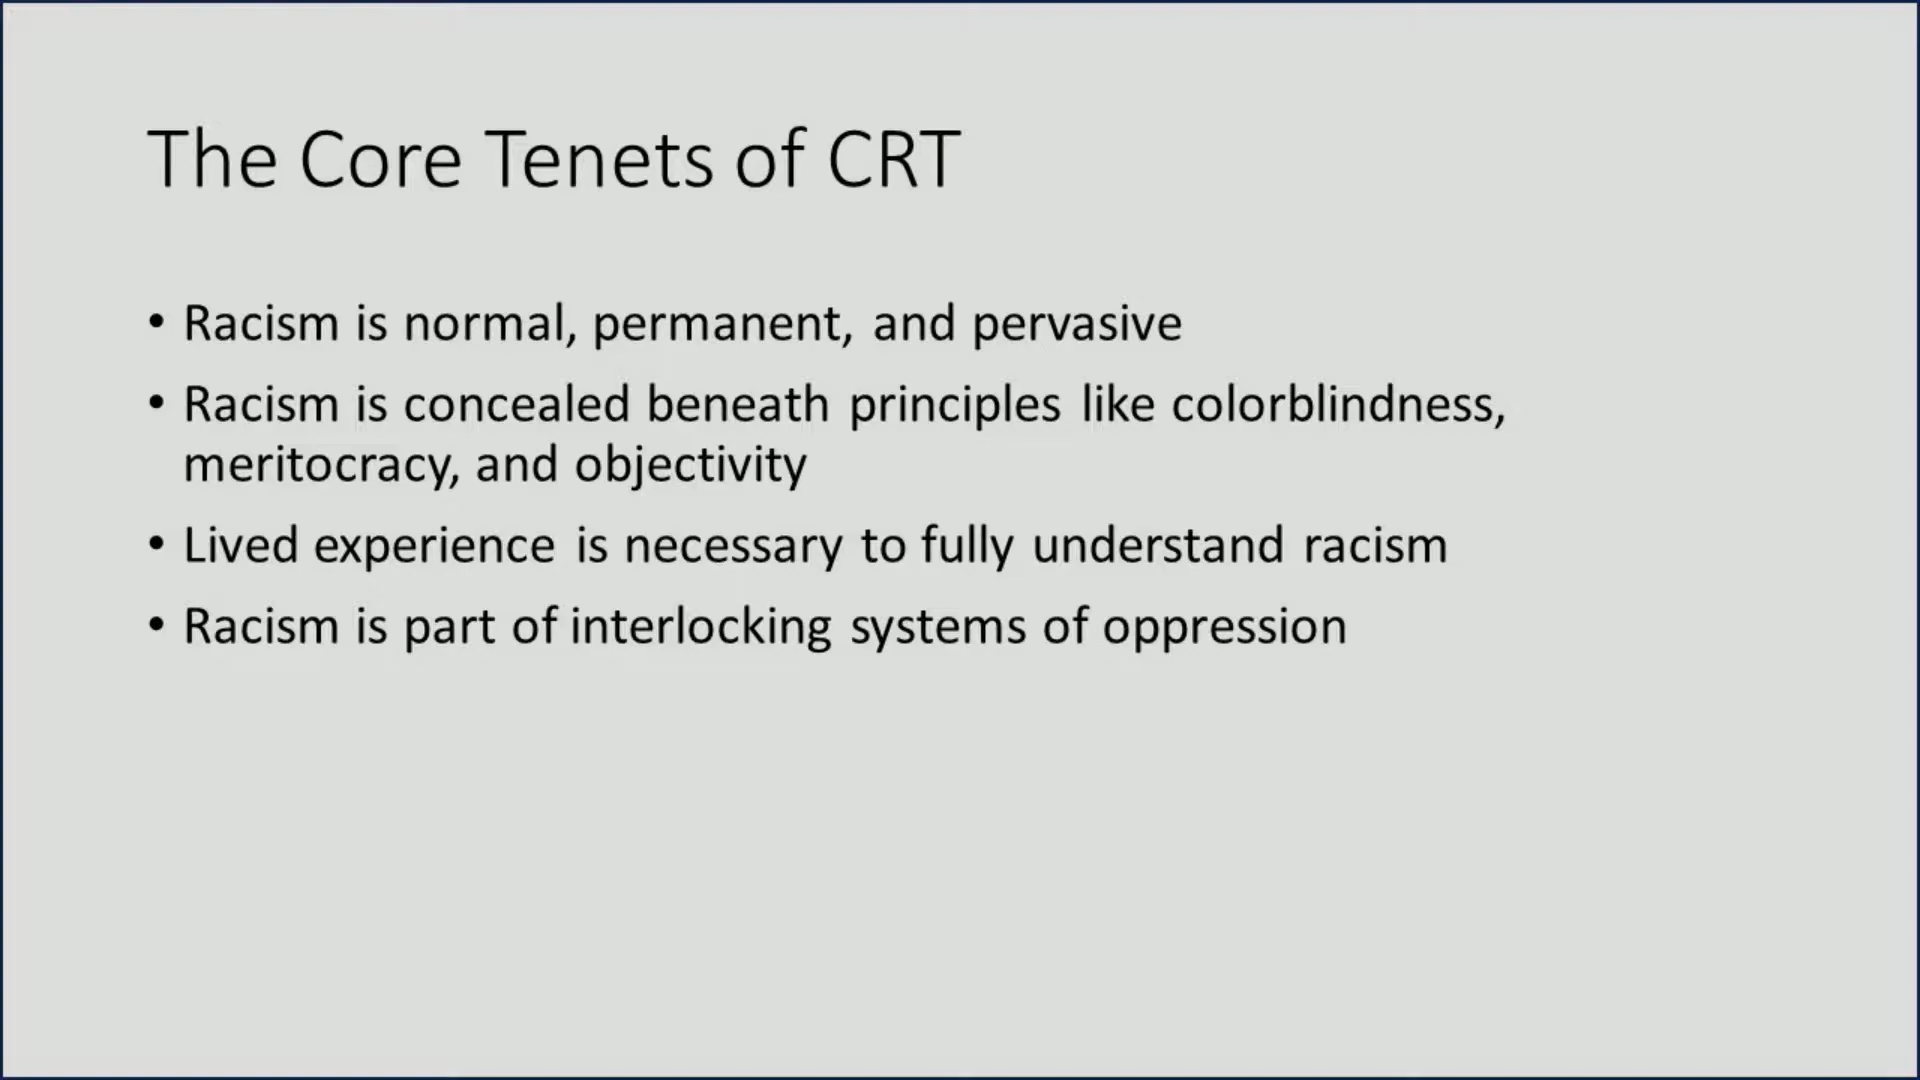 The Core Tenets of CRT
• Racism is normal, permanent, and pervasive
• Racism is concealed beneath principles like colorblindness,
meritocracy, and objectivity
• Lived experience is necessary to fully understand racism
• Racism is part of interlocking systems of oppression